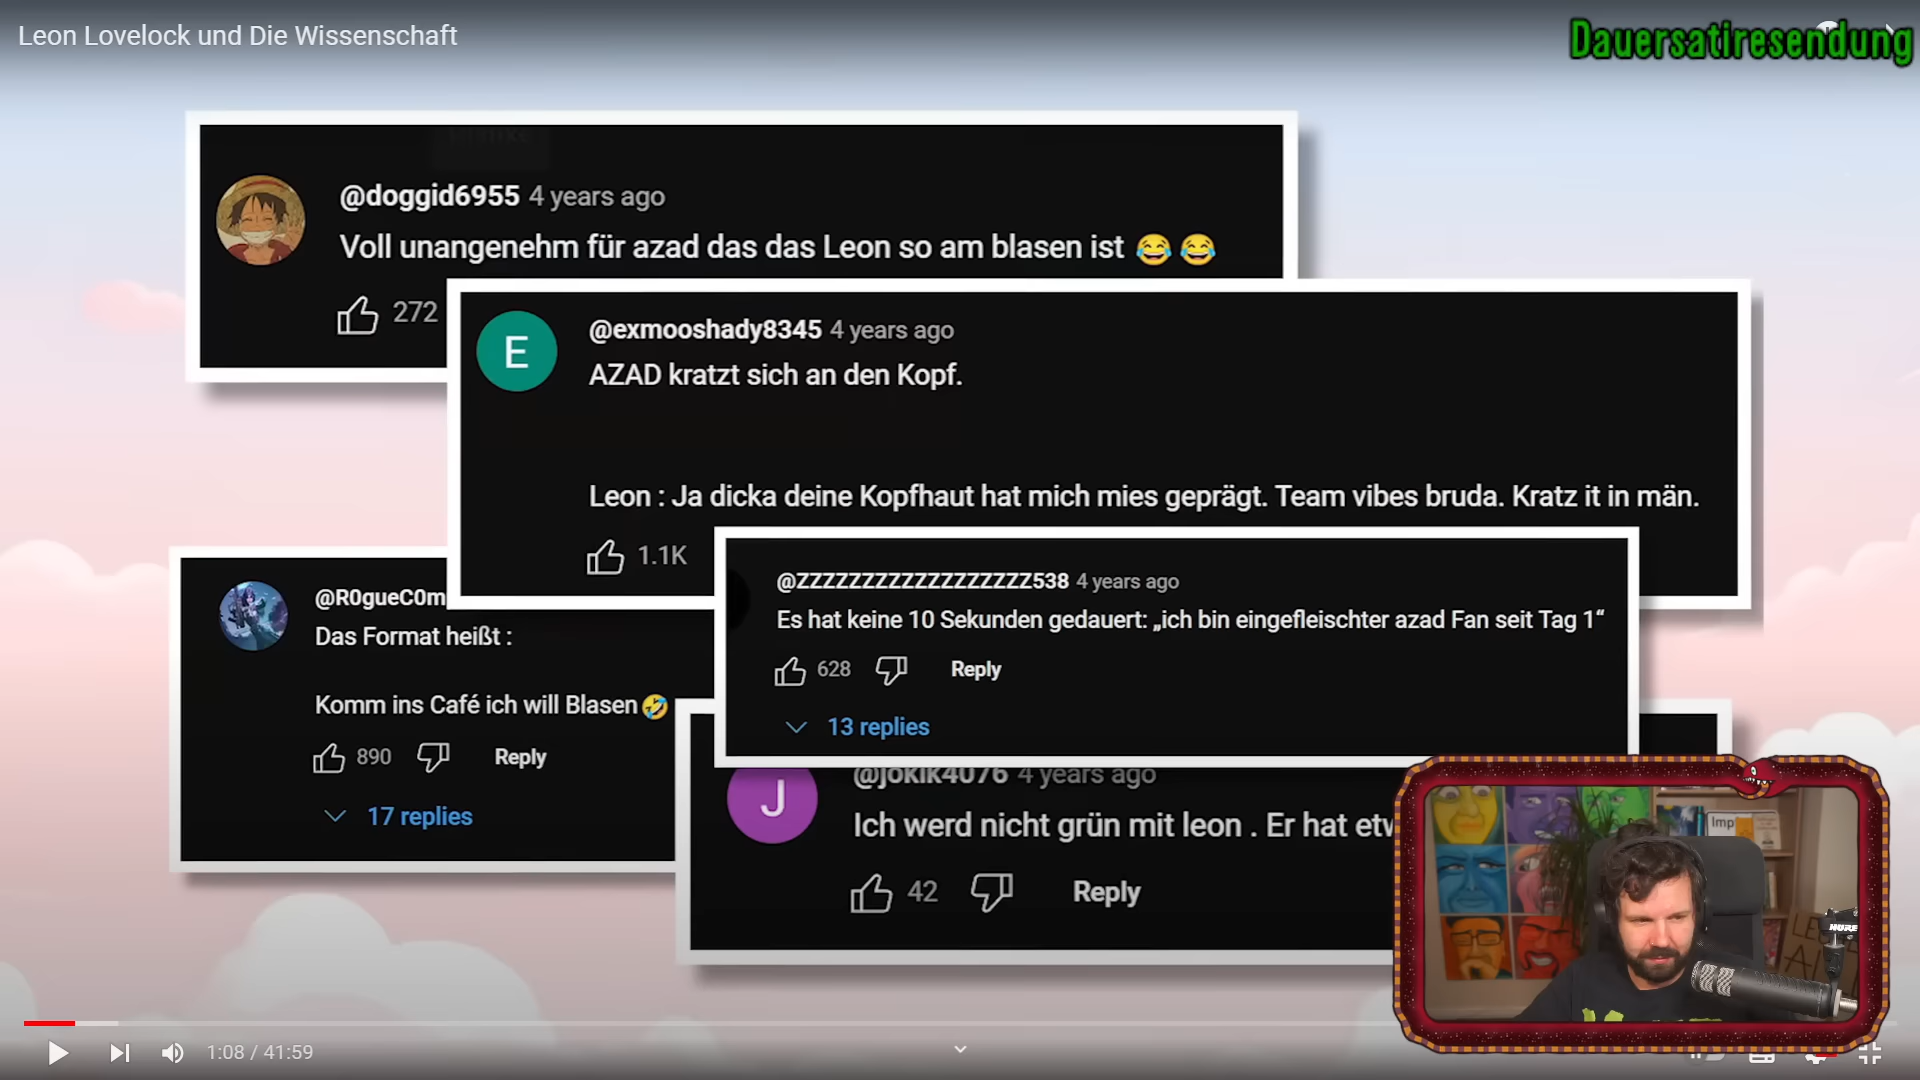 Leon Lovelock und Die Wissenschaft
Dauersatiresendung
@doggid6955 4 years ago
Voll unangenehm für azad das das Leon so am blasen ist 😂😂
272
E
@exmooshady8345 4 years ago
AZAD kratzt sich an den Kopf.
Leon : Ja dicka deine Kopfhaut hat mich mies geprägt. Team vibes bruda. Kratz it in män.
1.1K
@R0gueC0m
Das Format heißt :
Komm ins Café ich will Blasen🤣
890 Reply
17 replies
@ZZZZZZZZZZZZZZZZZZ538 4 years ago
Es hat keine 10 Sekunden gedauert: „ich bin eingefleischter azad Fan seit Tag 1“
628 Reply
13 replies
J
@jokik4076 4 years ago
Ich werd nicht grün mit leon . Er hat
42 Reply
1:08 / 41:59